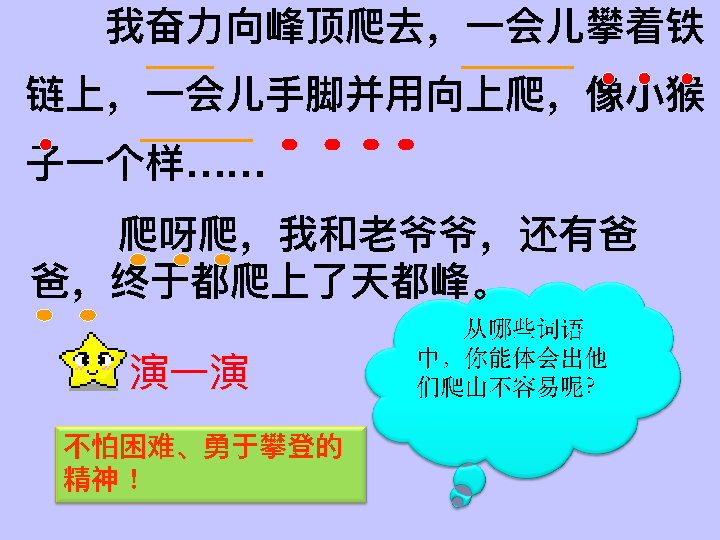 我奋力向峰顶爬去，一会儿攀着铁
链上，一会儿手脚并用向上爬，像小猴
子一个样……
爬呀爬，我和老爷爷，还有爸
爸，终于都爬上了天都峰。
从哪些词语
中，你能体会出他
们爬山不容易呢？
演一演
不怕困难、勇于攀登的
精神！